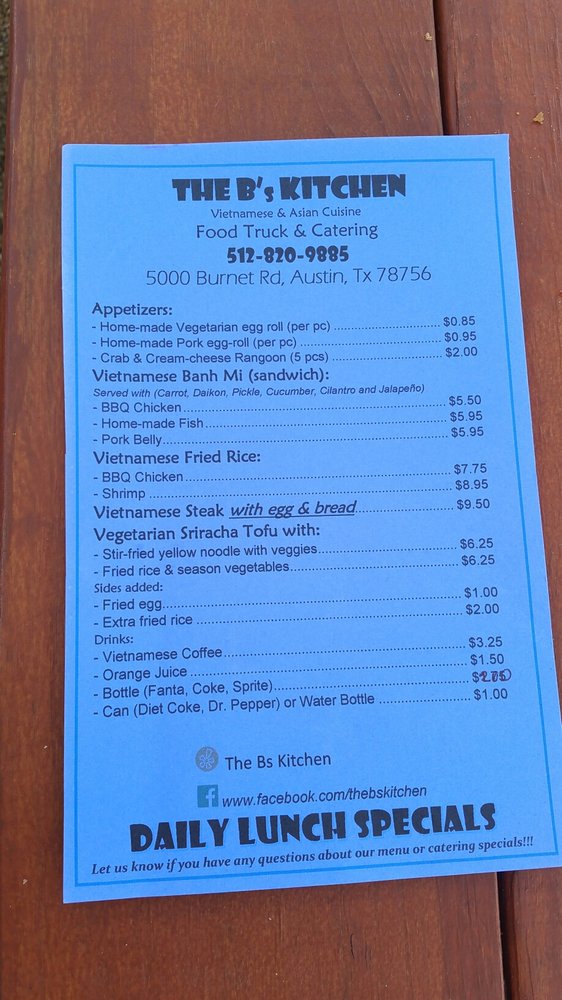 THE B's KITCHEN
Vietnamese & Asian Cuisine
Food Truck & Catering
512-820-9885
5000 Burnet Rd, Austin, Tx 78756
Appetizers:
- Home-made Vegetarian egg roll (per pc) ........................ $0.85
- Home-made Pork egg-roll (per pc) ........................ $0.95
- Crab & Cream-cheese Rangoon (5 pcs) ........................ $2.00
Vietnamese Banh Mi (sandwich):
Served with (Carrot, Daikon, Pickle, Cucumber, Cilantro and Jalapeño)
- BBQ Chicken........................ $5.50
- Home-made Fish........................ $5.95
- Pork Belly........................ $5.95
Vietnamese Fried Rice:
- BBQ Chicken........................ $7.75
- Shrimp ........................ $8.95
Vietnamese Steak with egg & bread........................ $9.50
Vegetarian Sriracha Tofu with:
- Stir-fried yellow noodle with veggies........................ $6.25
- Fried rice & season vegetables........................ $6.25
Sides added:
- Fried egg........................ $1.00
- Extra fried rice ........................ $2.00
Drinks:
- Vietnamese Coffee........................ $3.25
- Orange Juice ........................ $1.50
- Bottle (Fanta, Coke, Sprite)........................
- Can (Diet Coke, Dr. Pepper) or Water Bottle ........................ $1.00
The Bs Kitchen
f www.facebook.com/thebskitchen
DAILY LUNCH SPECIALS
Let us know if you have any questions about our menu or catering specials!!!